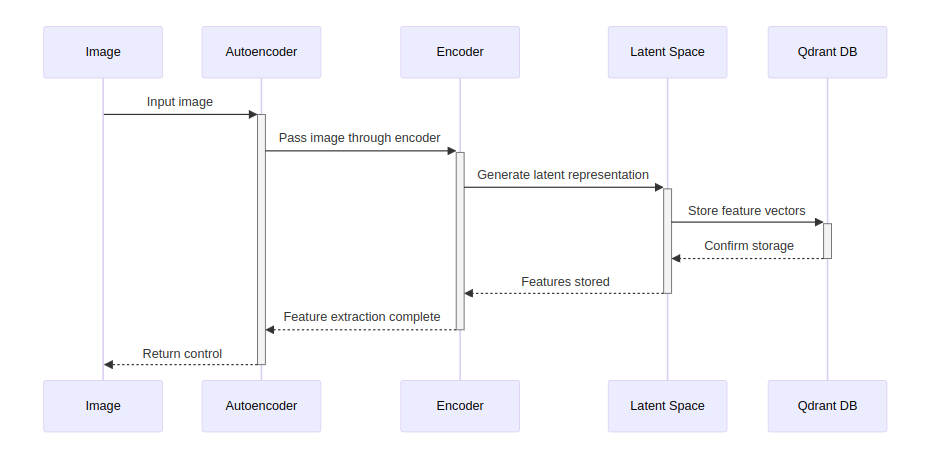 Image
Autoencoder
Encoder
Latent Space
Qdrant DB
Input image
Pass image through encoder
Generate latent representation
Store feature vectors
Confirm storage
Features stored
Feature extraction complete
Return control
Image
Autoencoder
Encoder
Latent Space
Qdrant DB